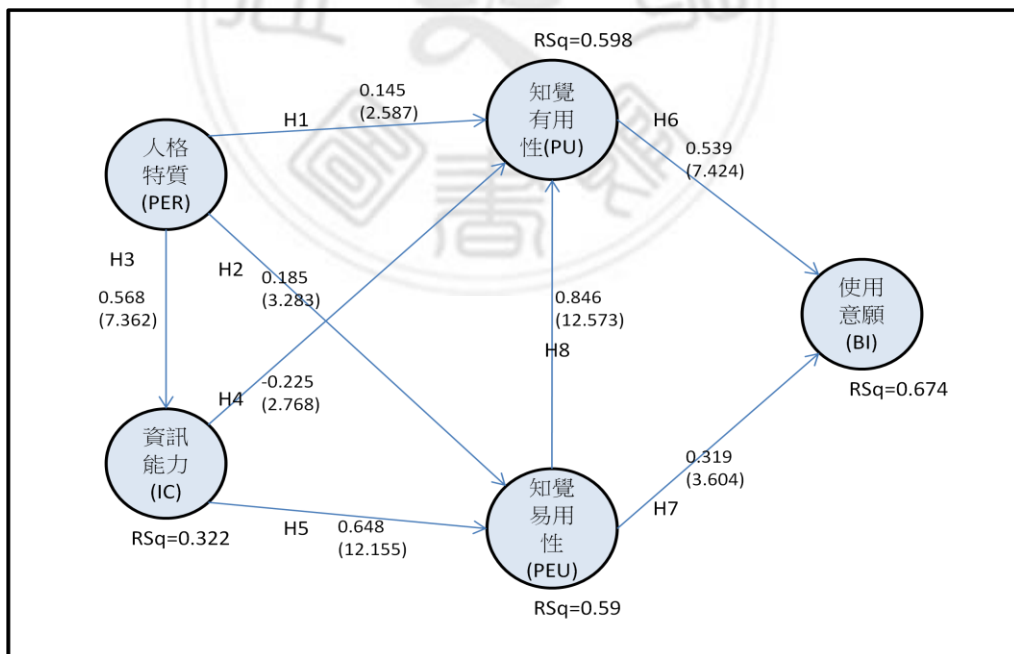 RSq=0.598
知覺
有用
性(PU)
0.145
(2.587)
H1
H6
0.539
(7.424)
人格
特質
(PER)
H3
0.568
(7.362)
H2
0.185
(3.283)
0.846
(12.573)
H8
使用
意願
(BI)
RSq=0.674
H4
-0.225
(2.768)
資訊
能力
(IC)
RSq=0.322
H5
0.648
(12.155)
知覺
易用
性
(PEU)
RSq=0.59
H7
0.319
(3.604)